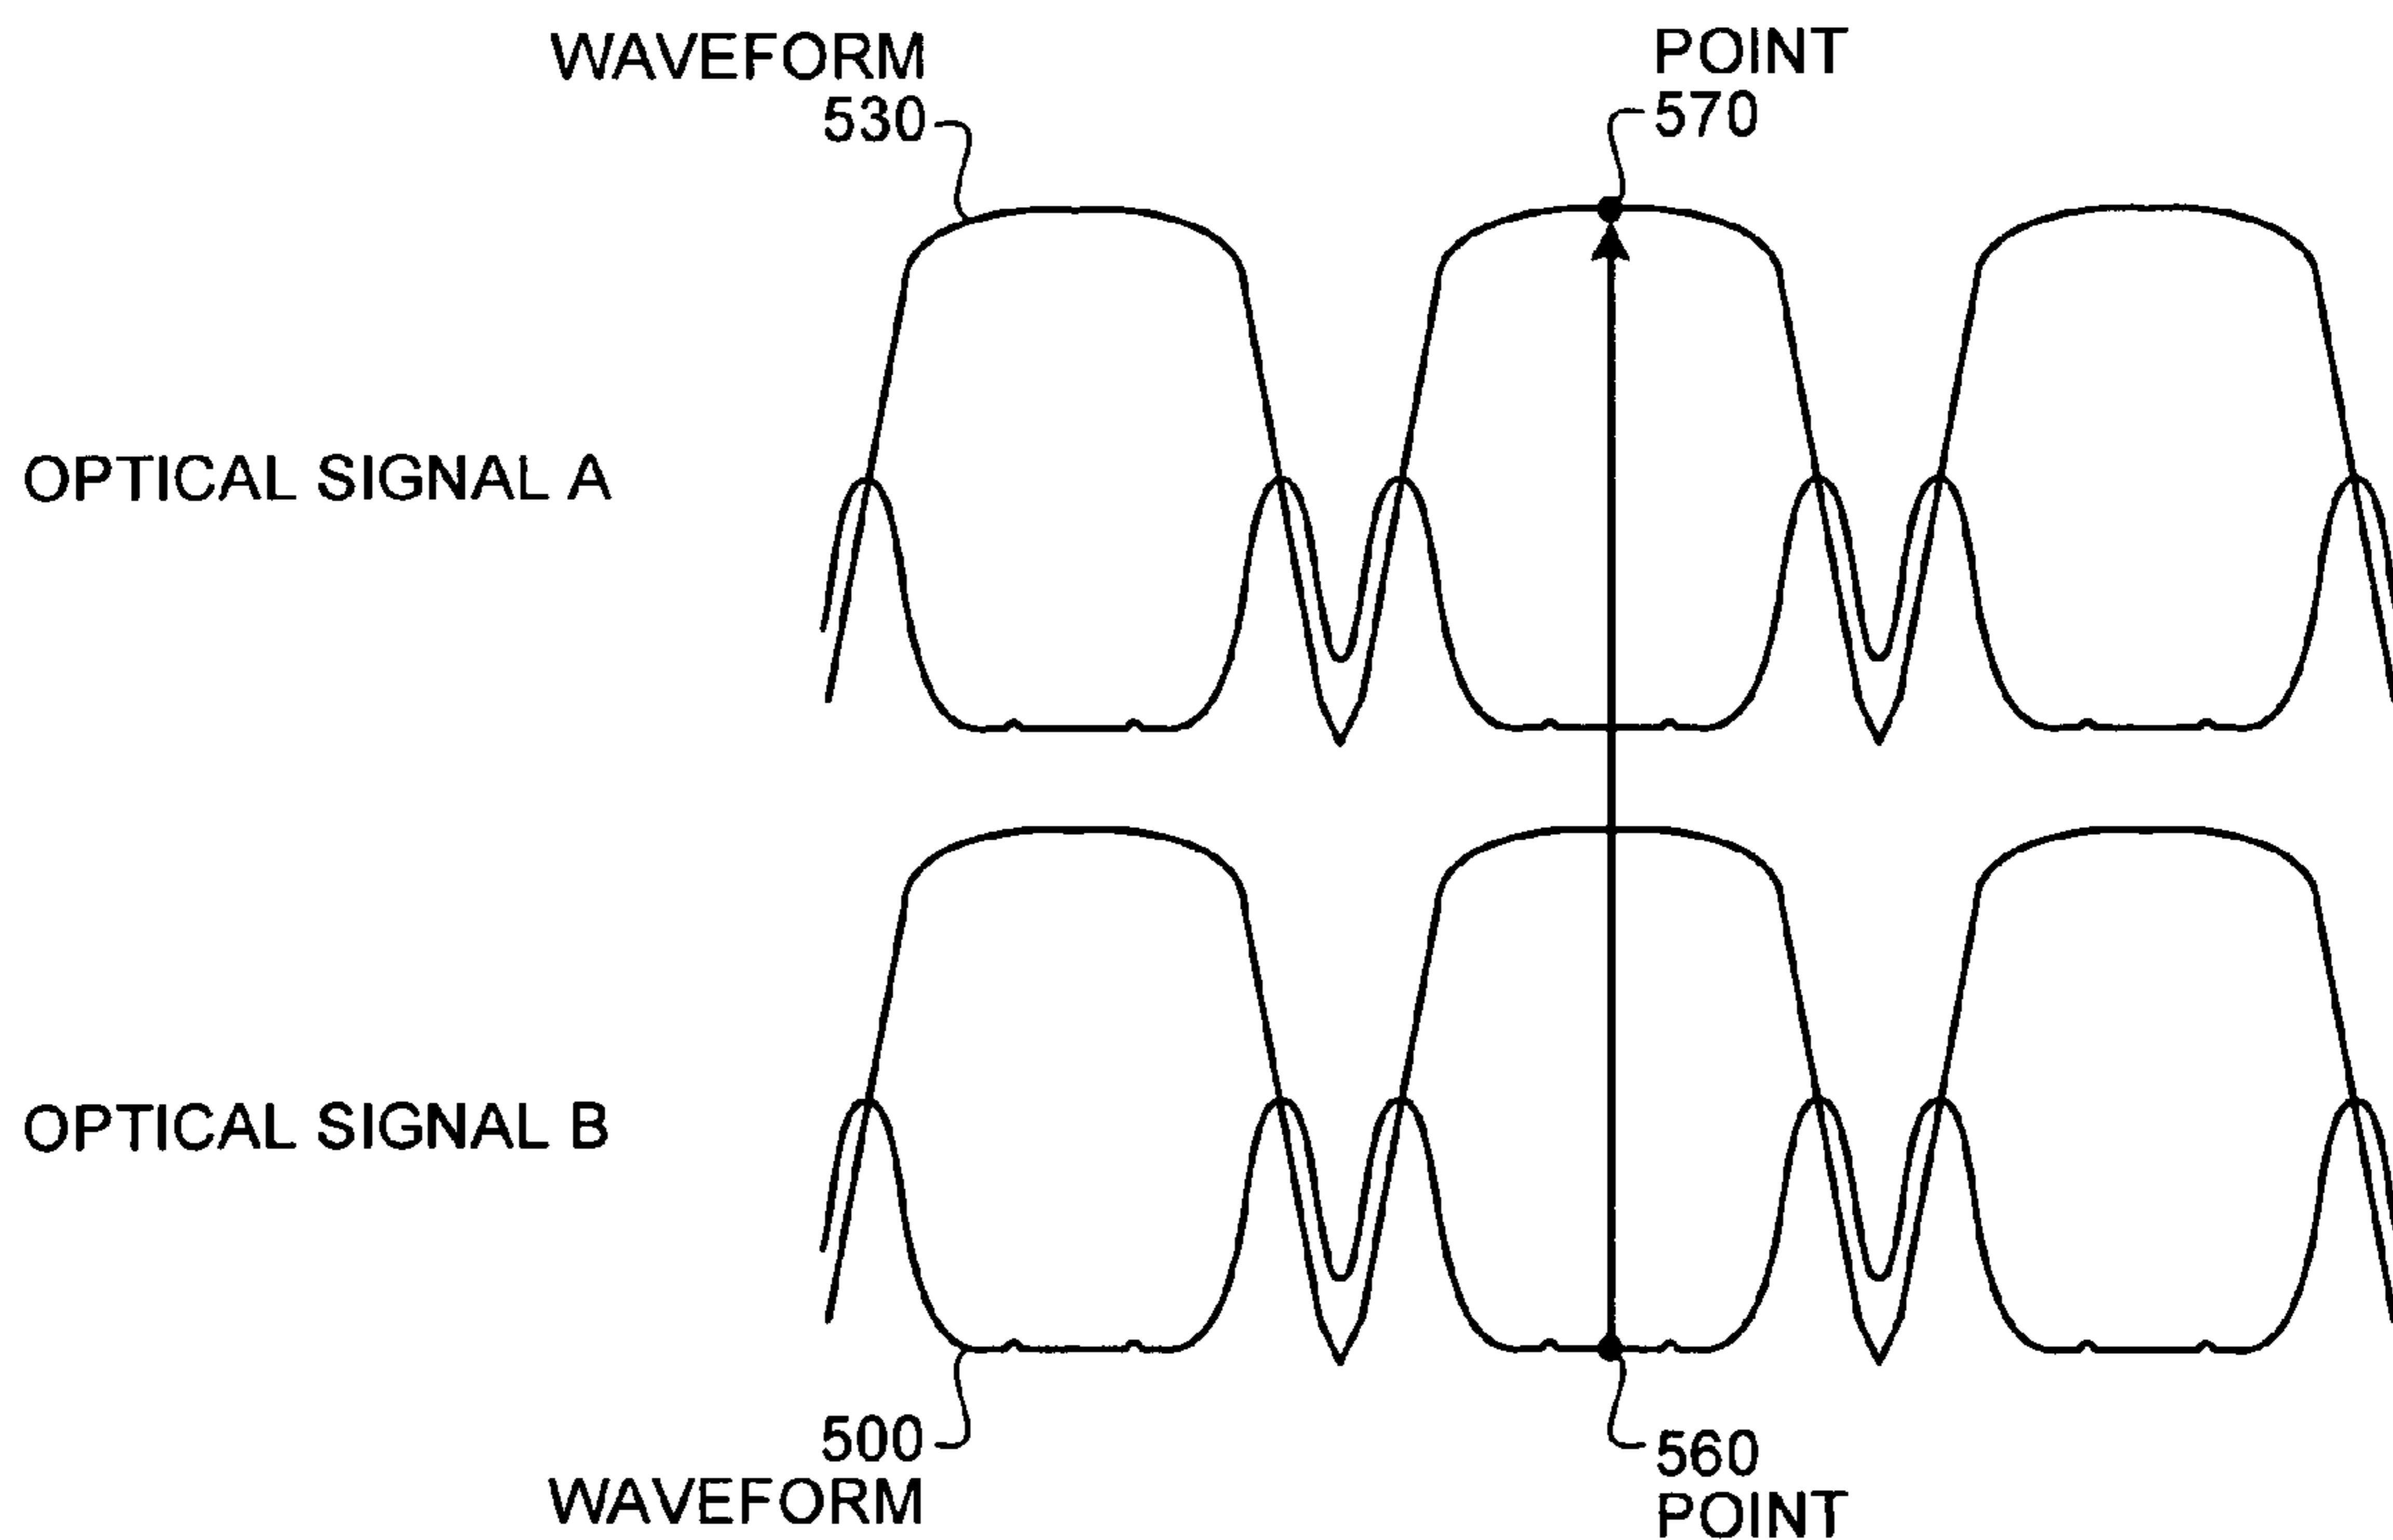 WAVEFORM
530
POINT
570
OPTICAL SIGNAL A
OPTICAL SIGNAL B
500
WAVEFORM
560
POINT